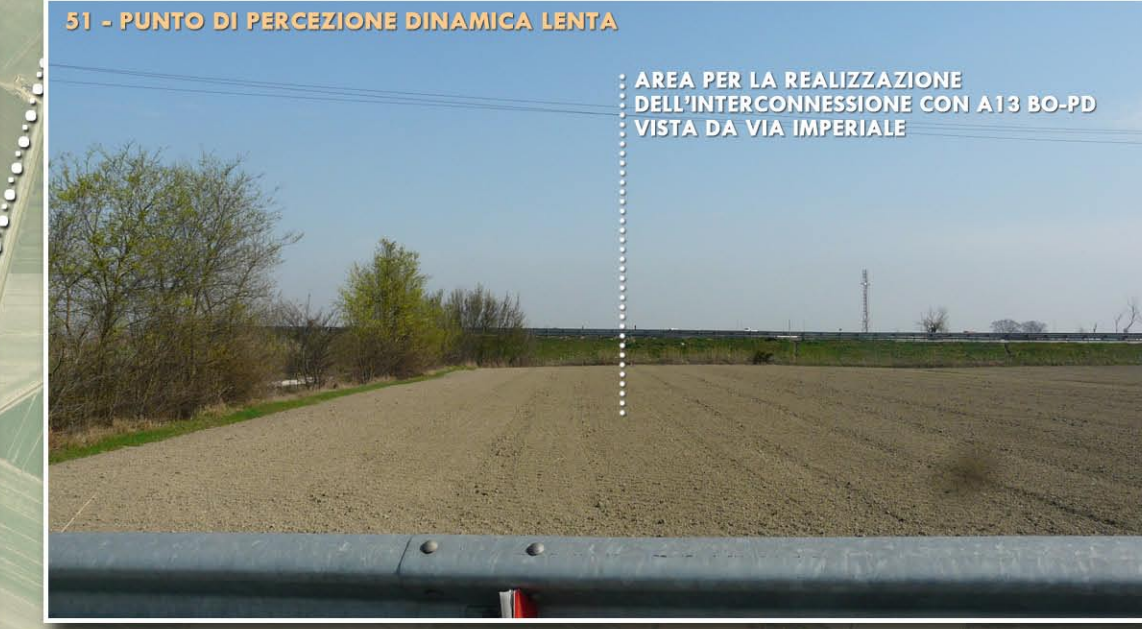 51 - PUNTO DI PERCEZIONE DINAMICA LENTA
AREA PER LA REALIZZAZIONE
DELL'INTERCONNESSIONE CON A13 BO-PD
VISTA DA VIA IMPERIALE